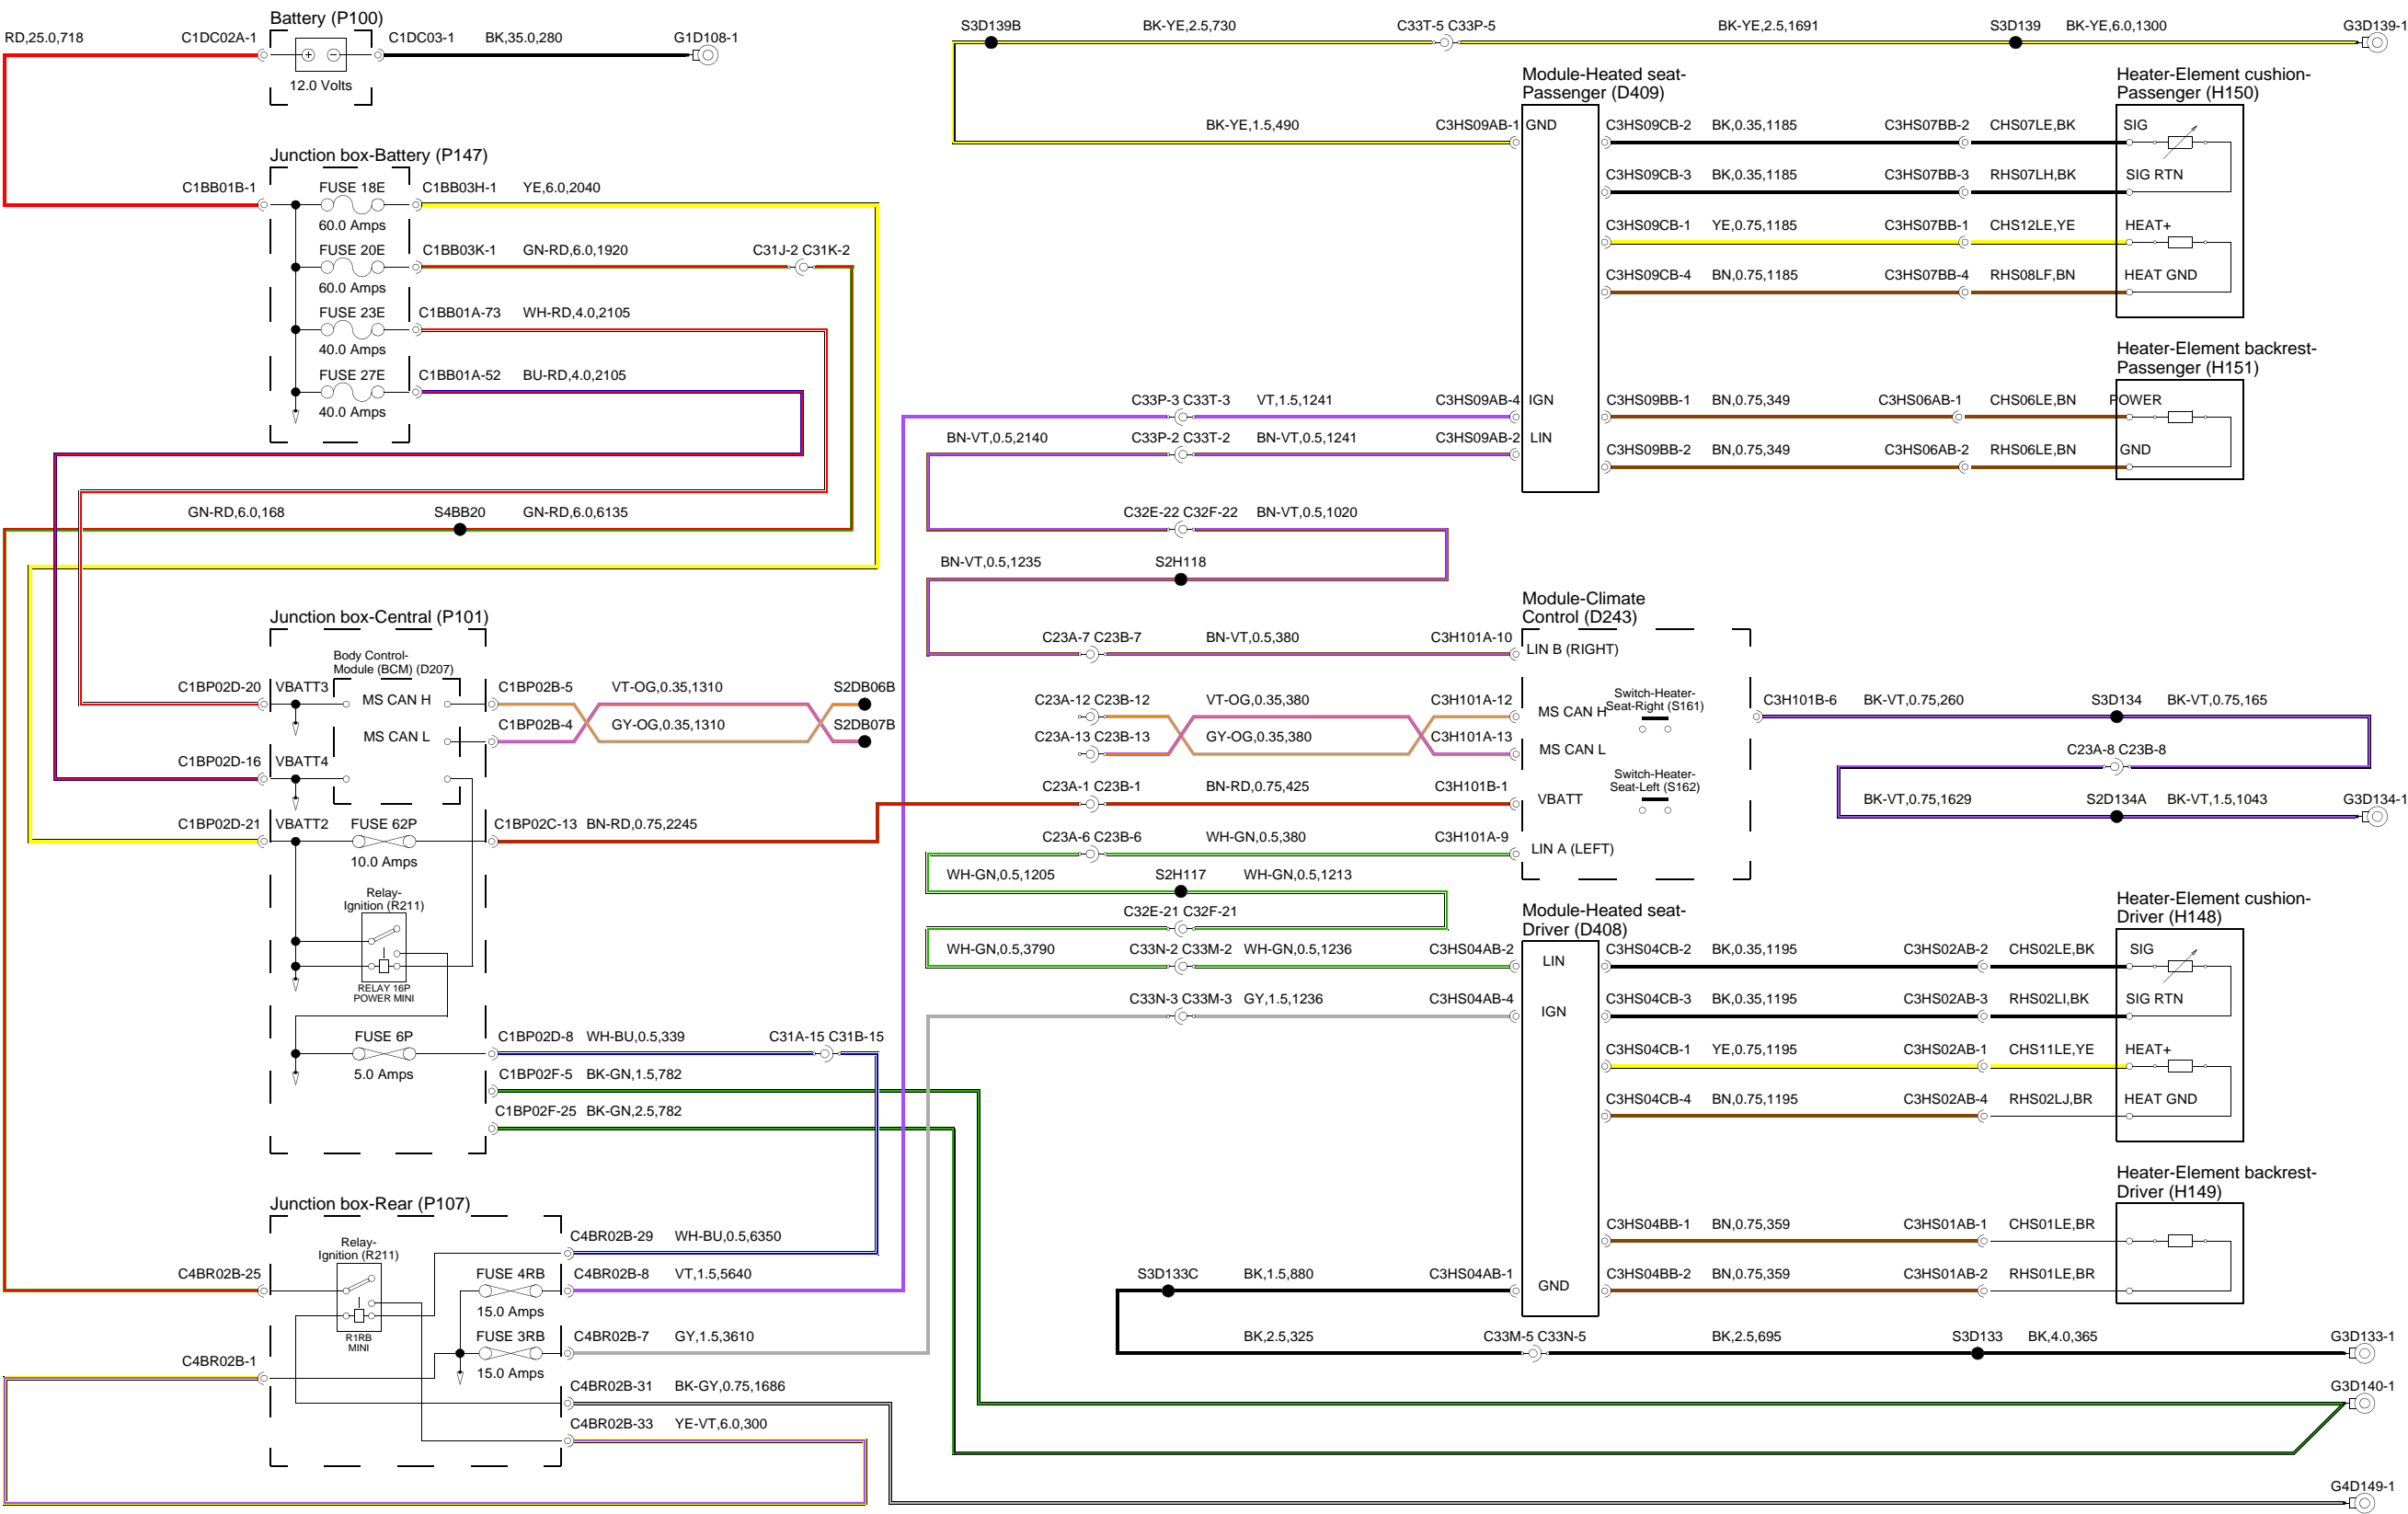 Battery (P100)
RD,25.0,718
C1DC02A-1
C1DC03-1
BK,35.0,280
G1D108-1
12.0 Volts
Junction box-Battery (P147)
C1BB01B-1
FUSE 18E
60.0 Amps
C1BB03H-1
YE,6.0,2040
FUSE 20E
60.0 Amps
C1BB03K-1
GN-RD,6.0,1920
C31J-2 C31K-2
FUSE 23E
40.0 Amps
C1BB01A-73
WH-RD,4.0,2105
FUSE 27E
40.0 Amps
C1BB01A-52
BU-RD,4.0,2105
GN-RD,6.0,168
S4BB20
GN-RD,6.0,6135
Junction box-Central (P101)
Body Control-
Module (BCM) (D207)
C1BP02D-20
VBATT3
MS CAN H
C1BP02B-5
VT-OG,0.35,1310
S2DB06B
MS CAN L
C1BP02B-4
GY-OG,0.35,1310
S2DB07B
C1BP02D-16
VBATT4
C1BP02D-21
VBATT2
FUSE 62P
10.0 Amps
C1BP02C-13
BN-RD,0.75,2245
Relay-
Ignition (R211)
RELAY 16P
POWER MINI
FUSE 6P
5.0 Amps
C1BP02D-8
WH-BU,0.5,339
C31A-15 C31B-15
C1BP02F-5
BK-GN,1.5,782
C1BP02F-25
BK-GN,2.5,782
Junction box-Rear (P107)
Relay-
Ignition (R211)
C4BR02B-29
WH-BU,0.5,6350
C4BR02B-25
FUSE 4RB
15.0 Amps
C4BR02B-8
VT,1.5,5640
R1RB
MINI
FUSE 3RB
15.0 Amps
C4BR02B-7
GY,1.5,3610
C4BR02B-1
C4BR02B-31
BK-GY,0.75,1686
C4BR02B-33
YE-VT,6.0,300
S3D139B
BK-YE,2.5,730
C33T-5 C33P-5
BK-YE,2.5,1691
S3D139
BK-YE,6.0,1300
G3D139-1
Module-Heated seat-
Passenger (D409)
Heater-Element cushion-
Passenger (H150)
BK-YE,1.5,490
C3HS09AB-1
GND
C3HS09CB-2
BK,0.35,1185
C3HS07BB-2
CHS07LE,BK
SIG
C3HS09CB-3
BK,0.35,1185
C3HS07BB-3
RHS07LH,BK
SIG RTN
C3HS09CB-1
YE,0.75,1185
C3HS07BB-1
CHS12LE,YE
HEAT+
C3HS09CB-4
BN,0.75,1185
C3HS07BB-4
RHS08LF,BN
HEAT GND
Heater-Element backrest-
Passenger (H151)
C33P-3 C33T-3
VT,1.5,1241
C3HS09AB-4
IGN
C3HS09BB-1
BN,0.75,349
C3HS06AB-1
CHS06LE,BN
POWER
BN-VT,0.5,2140
C33P-2 C33T-2
BN-VT,0.5,1241
C3HS09AB-2
LIN
C3HS09BB-2
BN,0.75,349
C3HS06AB-2
RHS06LE,BN
GND
C32E-22 C32F-22
BN-VT,0.5,1020
BN-VT,0.5,1235
S2H118
Module-Climate
Control (D243)
C23A-7 C23B-7
BN-VT,0.5,380
C3H101A-10
LIN B (RIGHT)
C23A-12 C23B-12
VT-OG,0.35,380
C3H101A-12
MS CAN H
Switch-Heater-
Seat-Right (S161)
C3H101B-6
BK-VT,0.75,260
S3D134
BK-VT,0.75,165
C23A-13 C23B-13
GY-OG,0.35,380
C3H101A-13
MS CAN L
C23A-8 C23B-8
C23A-1 C23B-1
BN-RD,0.75,425
C3H101B-1
VBATT
Switch-Heater-
Seat-Left (S162)
BK-VT,0.75,1629
S2D134A
BK-VT,1.5,1043
G3D134-1
C23A-6 C23B-6
WH-GN,0.5,380
C3H101A-9
LIN A (LEFT)
WH-GN,0.5,1205
S2H117
WH-GN,0.5,1213
C32E-21 C32F-21
Module-Heated seat-
Driver (D408)
Heater-Element cushion-
Driver (H148)
WH-GN,0.5,3790
C33N-2 C33M-2
WH-GN,0.5,1236
C3HS04AB-2
LIN
C3HS04CB-2
BK,0.35,1195
C3HS02AB-2
CHS02LE,BK
SIG
C33N-3 C33M-3
GY,1.5,1236
C3HS04AB-4
IGN
C3HS04CB-3
BK,0.35,1195
C3HS02AB-3
RHS02LI,BK
SIG RTN
C3HS04CB-1
YE,0.75,1195
C3HS02AB-1
CHS11LE,YE
HEAT+
C3HS04CB-4
BN,0.75,1195
C3HS02AB-4
RHS02LJ,BR
HEAT GND
Heater-Element backrest-
Driver (H149)
C3HS04BB-1
BN,0.75,359
C3HS01AB-1
CHS01LE,BR
S3D133C
BK,1.5,880
C3HS04AB-1
GND
C3HS04BB-2
BN,0.75,359
C3HS01AB-2
RHS01LE,BR
BK,2.5,325
C33M-5 C33N-5
BK,2.5,695
S3D133
BK,4.0,365
G3D133-1
G3D140-1
G4D149-1